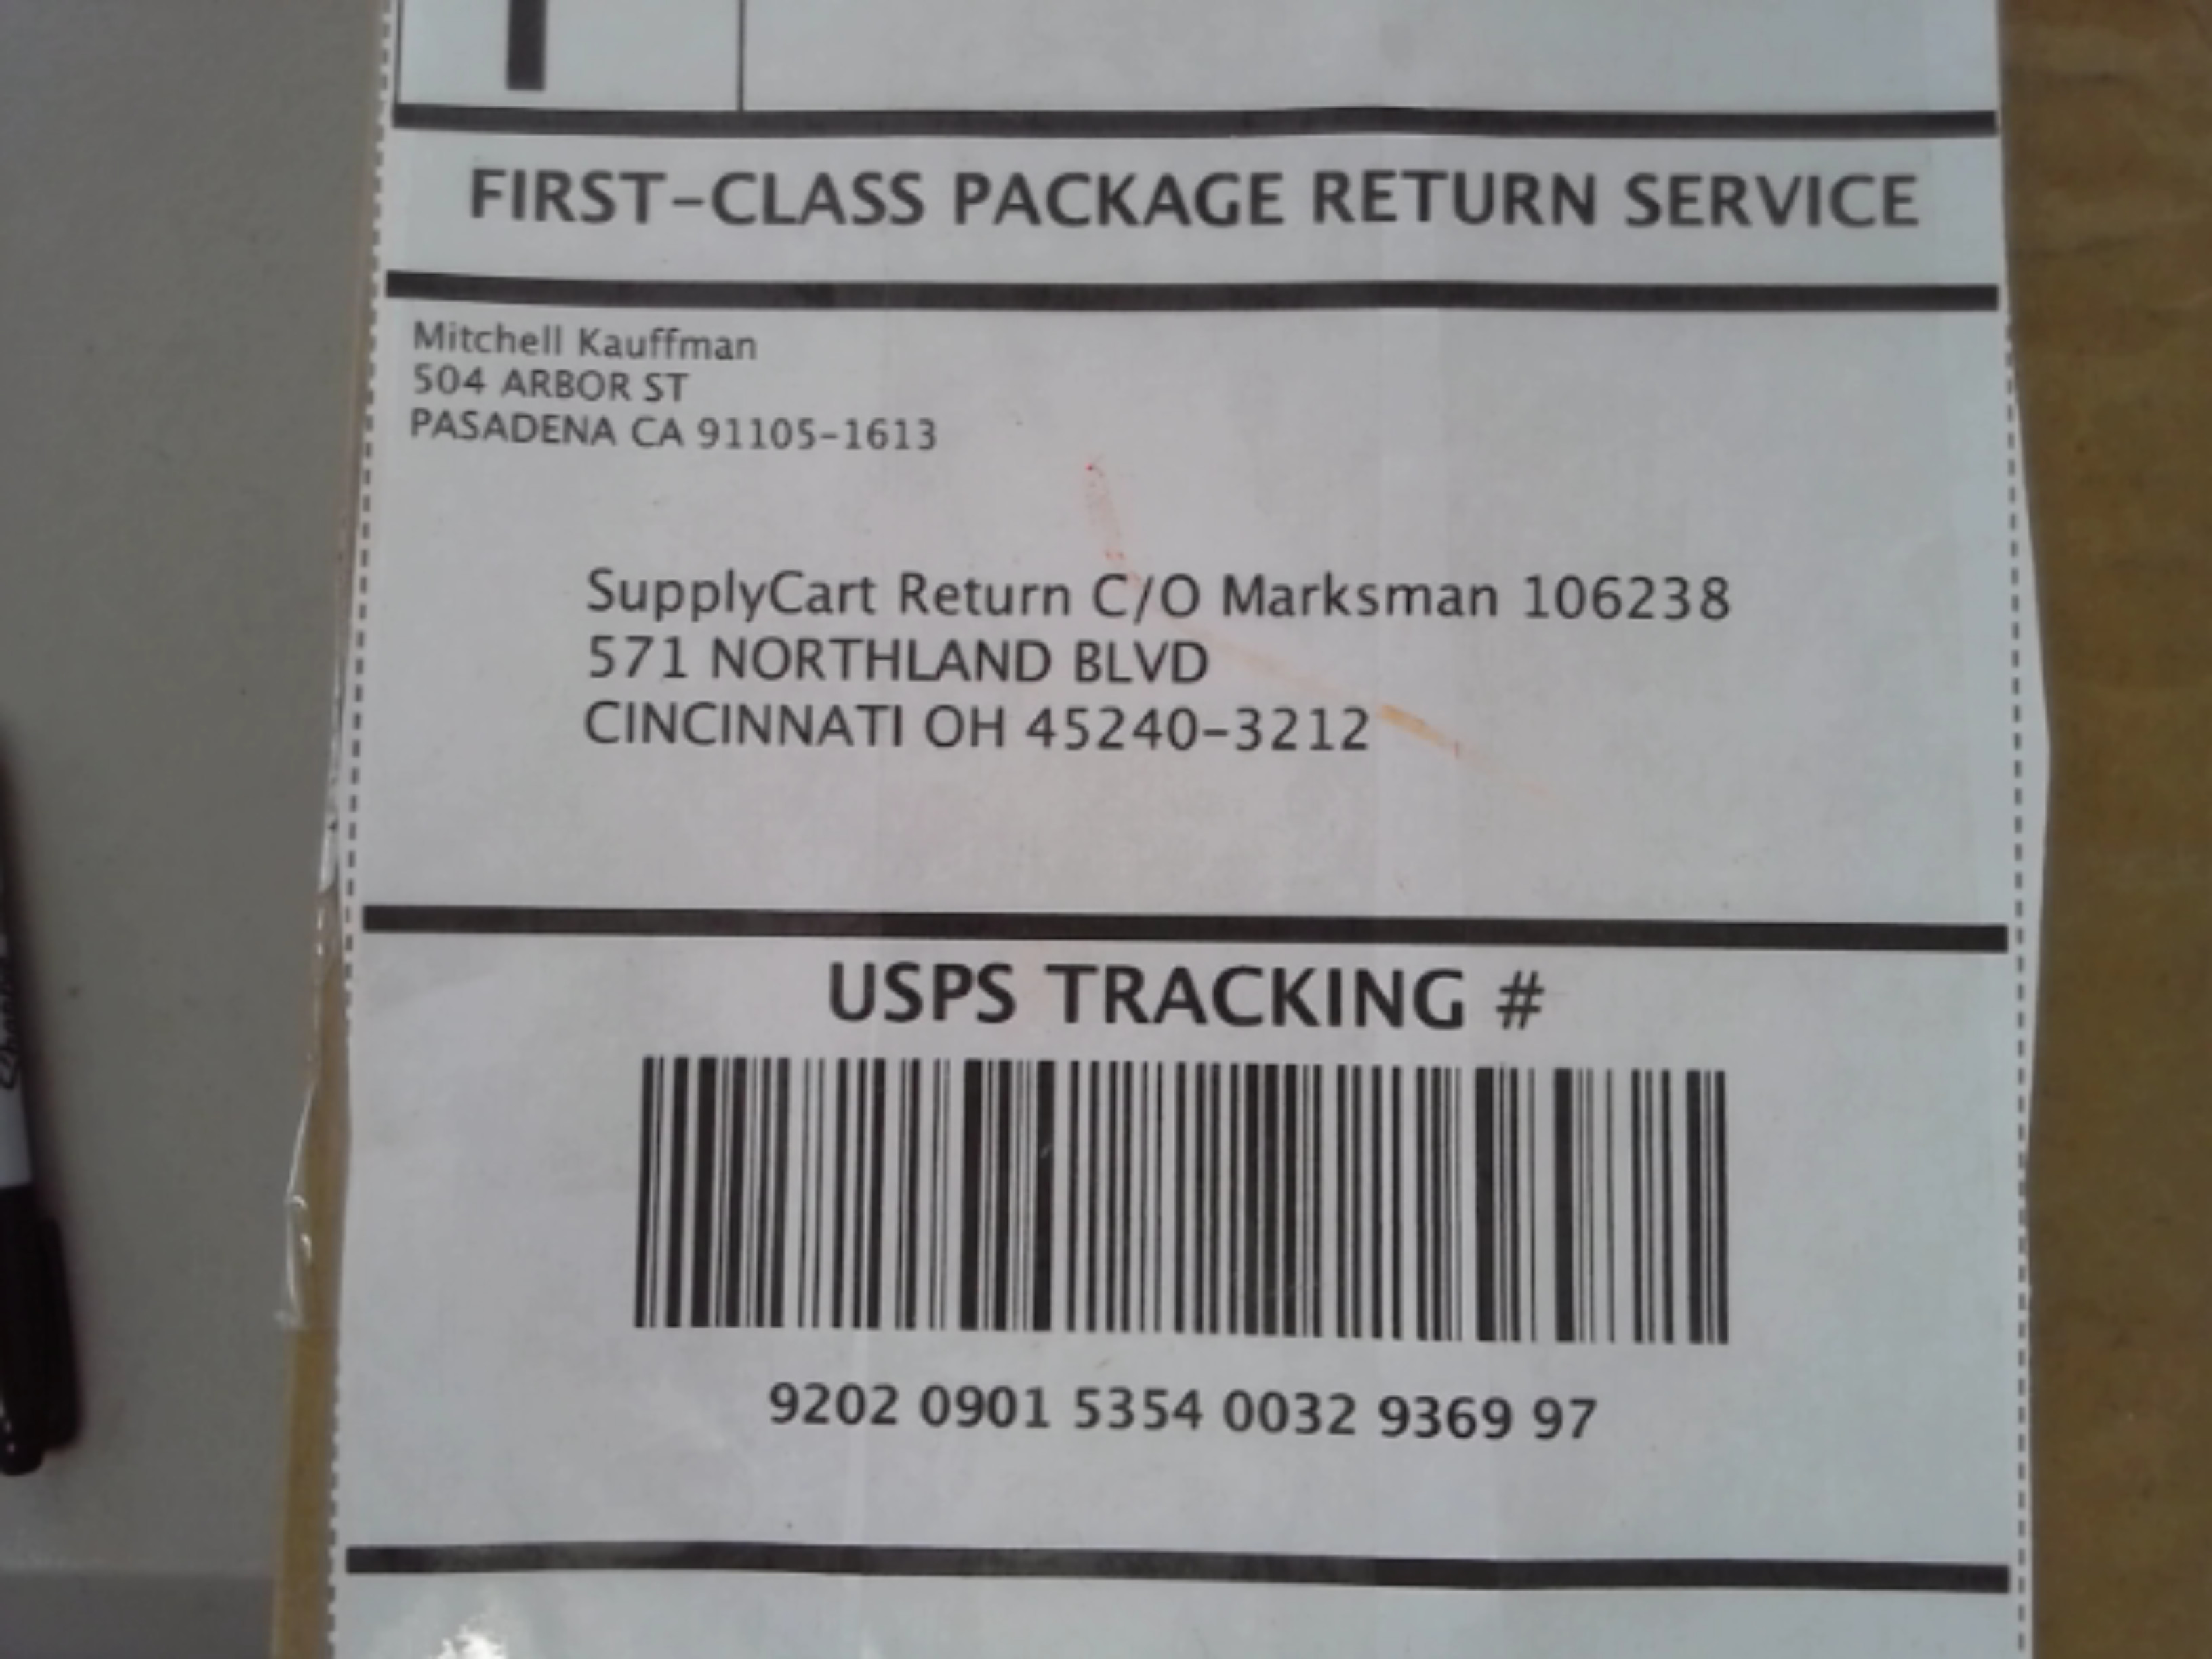 FIRST-CLASS PACKAGE RETURN SERVICE
Mitchell Kauffman
504 ARBOR ST
PASADENA CA 91105-1613
SupplyCart Return C/O Marksman 106238
571 NORTHLAND BLVD
CINCINNATI OH 45240-3212
USPS TRACKING #
9202 0901 5354 0032 9369 97